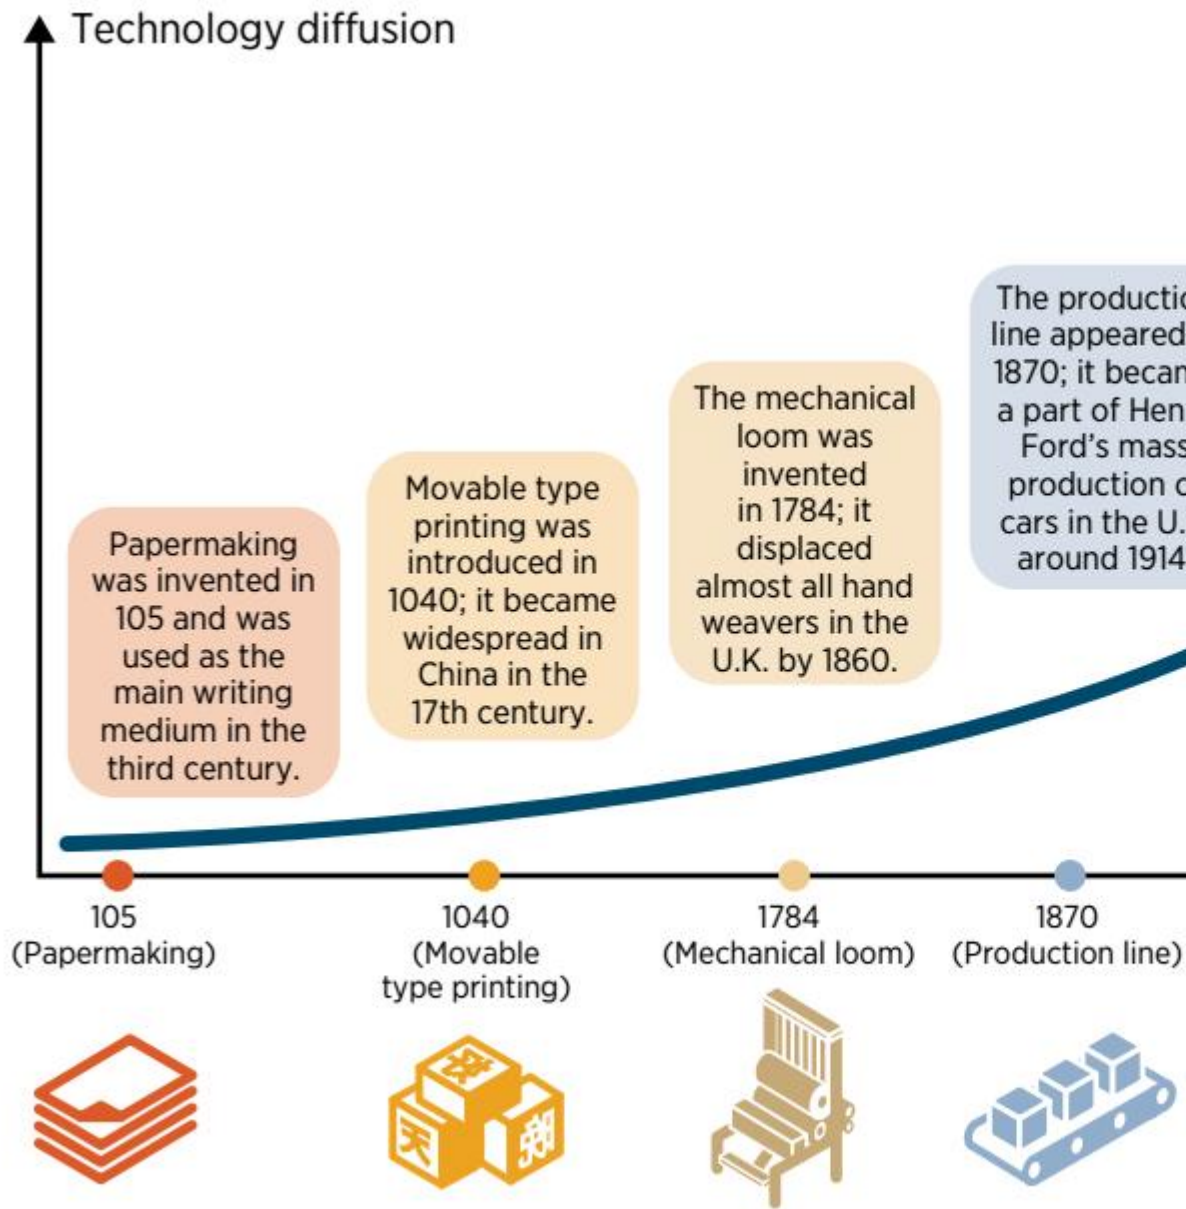 Technology diffusion
Papermaking
was invented in
105 and was
used as the
main writing
medium in the
third century.
Movable type
printing was
introduced in
1040; it became
widespread in
China in the
17th century.
The mechanical
loom was
invented
in 1784; it
displaced
almost all hand
weavers in the
U.K. by 1860.
The
line appeared
1870; it
a part of
Ford's mass
production
cars in the
around 1914
105
(Papermaking)
1040
(Movable
type printing)
1784
(Mechanical loom)
1870
(Production line)
天